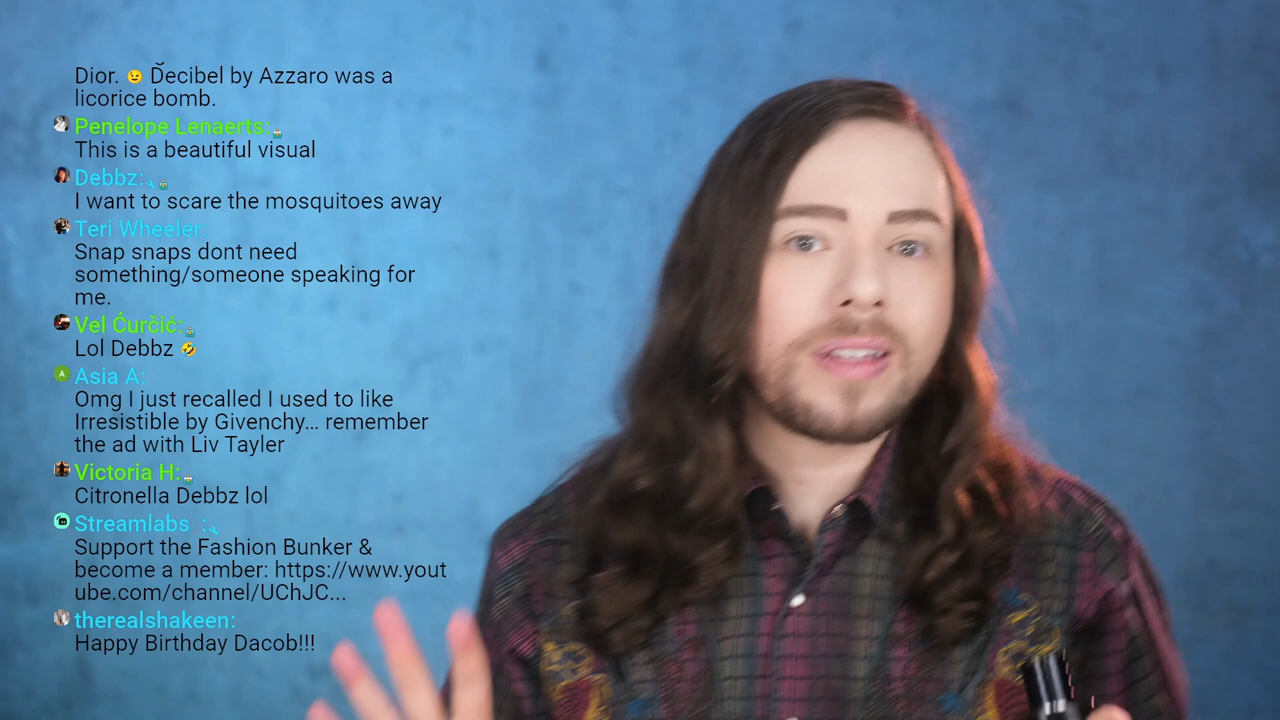 Dior. 😉 Decibel by Azzaro was a
licorice bomb.
Penelope Lenaerts:
This is a beautiful visual
Debbz:
I want to scare the mosquitoes away
Teri Wheeler:
Snap snaps dont need
something/someone speaking for
me.
Vel Ćurčić:
Lol Debbz 🤣
A Asia A:
Omg I just recalled I used to like
Irresistible by Givenchy... remember
the ad with Liv Tayler
Victoria H:
Citronella Debbz lol
Streamlabs :
Support the Fashion Bunker &
become a member: https://www.yout
ube.com/channel/UChJC...
therealshakeen:
Happy Birthday Dacob!!!